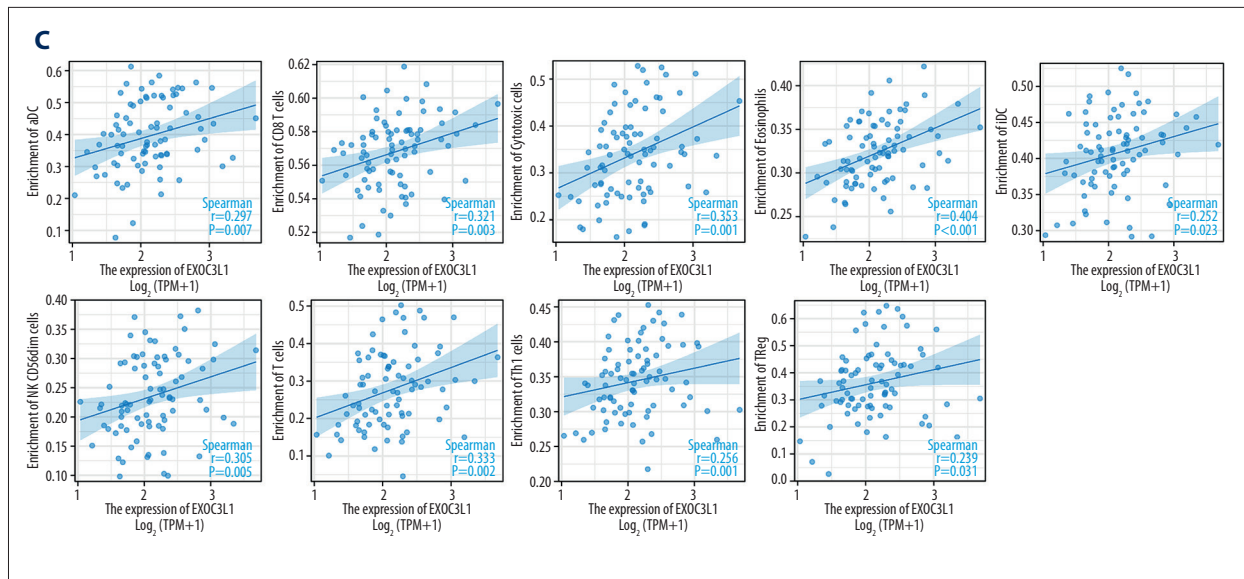 C
Enrichment of aDC
0.6
0.5
0.4
0.3
0.2
0.1
Spearman
r=0.297
P=0.007
1 2 3
The expression of EXOC3L1
Log₂ (TPM+1)
Enrichment of CD8 T cells
0.62
0.60
0.58
0.56
0.54
0.52
Spearman
r=0.321
P=0.003
1 2 3
The expression of EXOC3L1
Log₂ (TPM+1)
Enrichment of Cytotoxic cells
0.5
0.4
0.3
0.2
Spearman
r=0.353
P=0.001
1 2 3
The expression of EXOC3L1
Log₂ (TPM+1)
Enrichment of Eosinophils
0.40
0.35
0.30
0.25
Spearman
r=0.404
P<0.001
1 2 3
The expression of EXOC3L1
Log₂ (TPM+1)
Enrichment of iDC
0.50
0.45
0.40
0.35
0.30
Spearman
r=0.252
P=0.023
1 2 3
The expression of EXOC3L1
Log₂ (TPM+1)
Enrichment of NK CD56dim cells
0.40
0.35
0.30
0.25
0.20
0.15
0.10
Spearman
r=0.305
P=0.005
1 2 3
The expression of EXOC3L1
Log₂ (TPM+1)
Enrichment of T cells
0.5
0.4
0.3
0.2
0.1
Spearman
r=0.333
P=0.002
1 2 3
The expression of EXOC3L1
Log₂ (TPM+1)
Enrichment of Th1 cells
0.45
0.40
0.35
0.30
0.25
0.20
Spearman
r=0.256
P=0.001
1 2 3
The expression of EXOC3L1
Log₂ (TPM+1)
Enrichment of TReg
0.6
0.5
0.4
0.3
0.2
0.1
0.0
Spearman
r=0.239
P=0.031
1 2 3
The expression of EXOC3L1
Log₂ (TPM+1)